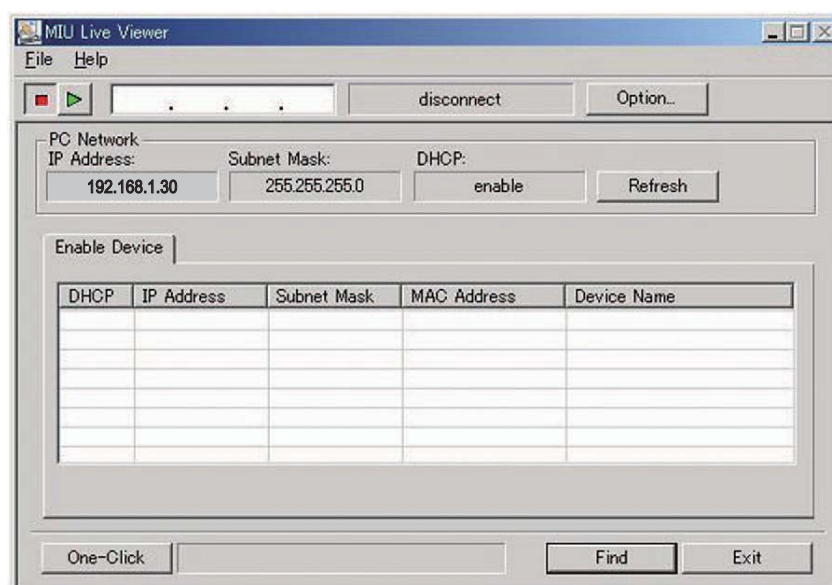 MIU Live Viewer
File Help
. . . disconnect Option...
PC Network
IP Address: Subnet Mask: DHCP:
192.168.1.30 255.255.255.0 enable Refresh
Enable Device
DHCP IP Address Subnet Mask MAC Address Device Name
One-Click Find Exit